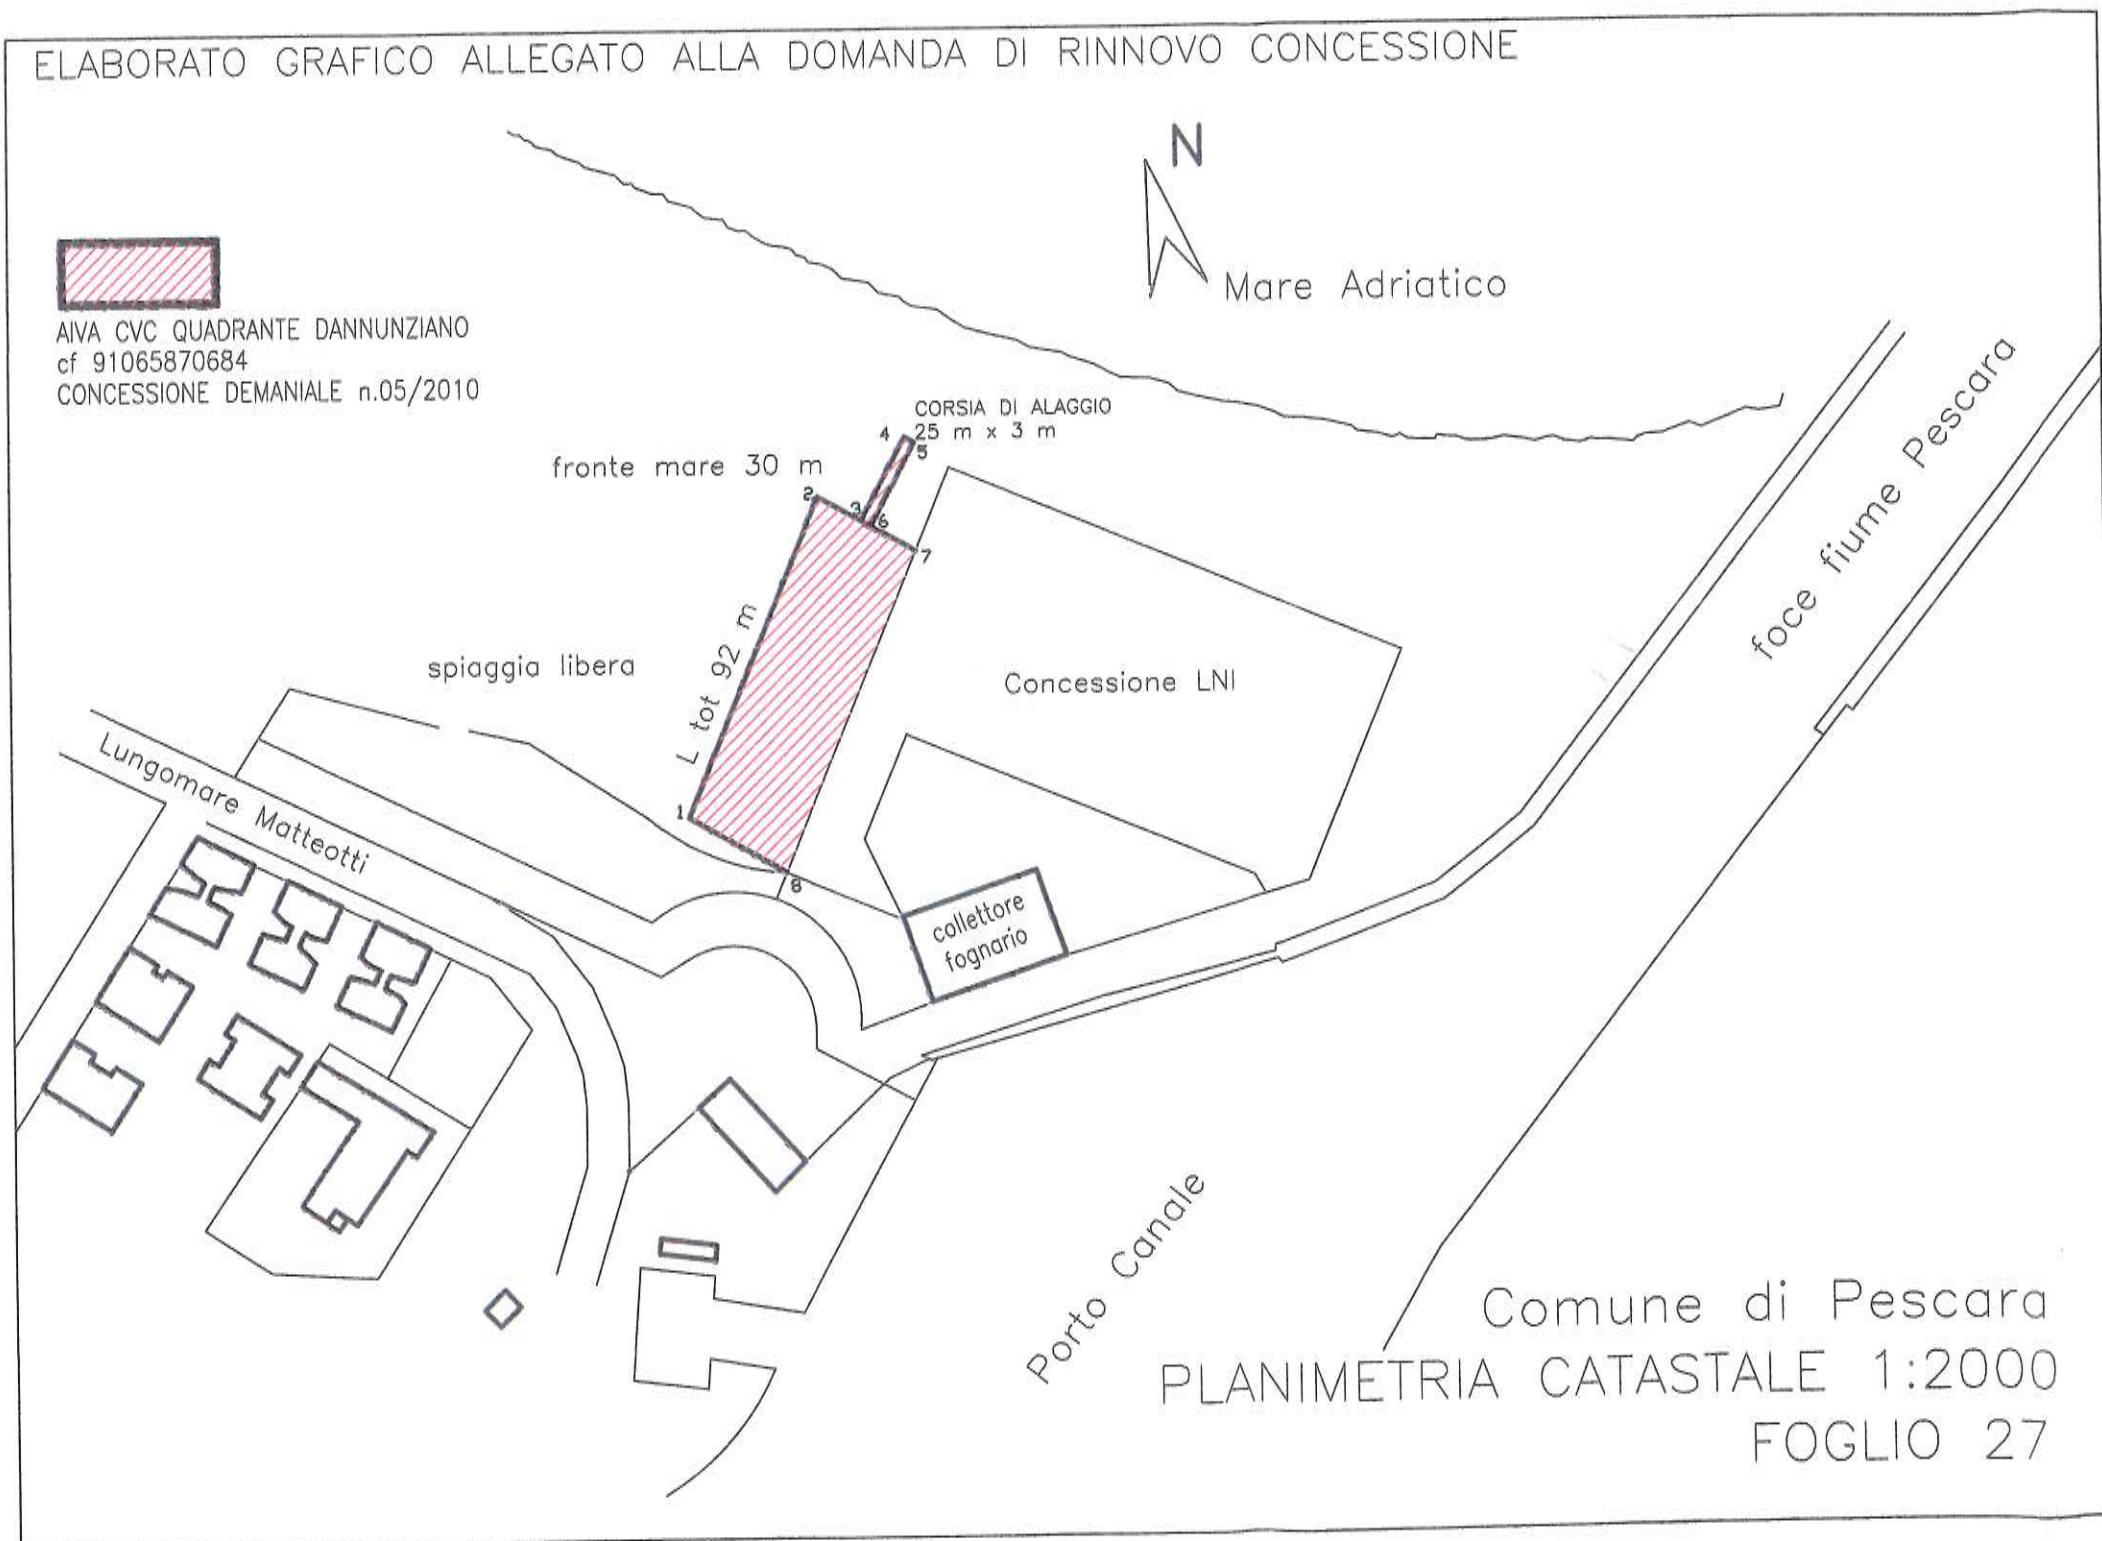 ELABORATO GRAFICO ALLEGATO ALLA DOMANDA DI RINNOVO CONCESSIONE
N
Mare Adriatico
AIVA CVC QUADRANTE DANNUNZIANO
cf 91065870684
CONCESSIONE DEMANIALE n.05/2010
CORSIA DI ALAGGIO
25 m x 3 m
4
5
fronte mare 30 m
2
3
6
7
foce fiume Pescara
L tot 92 m
spiaggia libera
Concessione LNI
Lungomare Matteotti
1
8
collettore
fognario
Porto Canale
Comune di Pescara
PLANIMETRIA CATASTALE 1:2000
FOGLIO 27